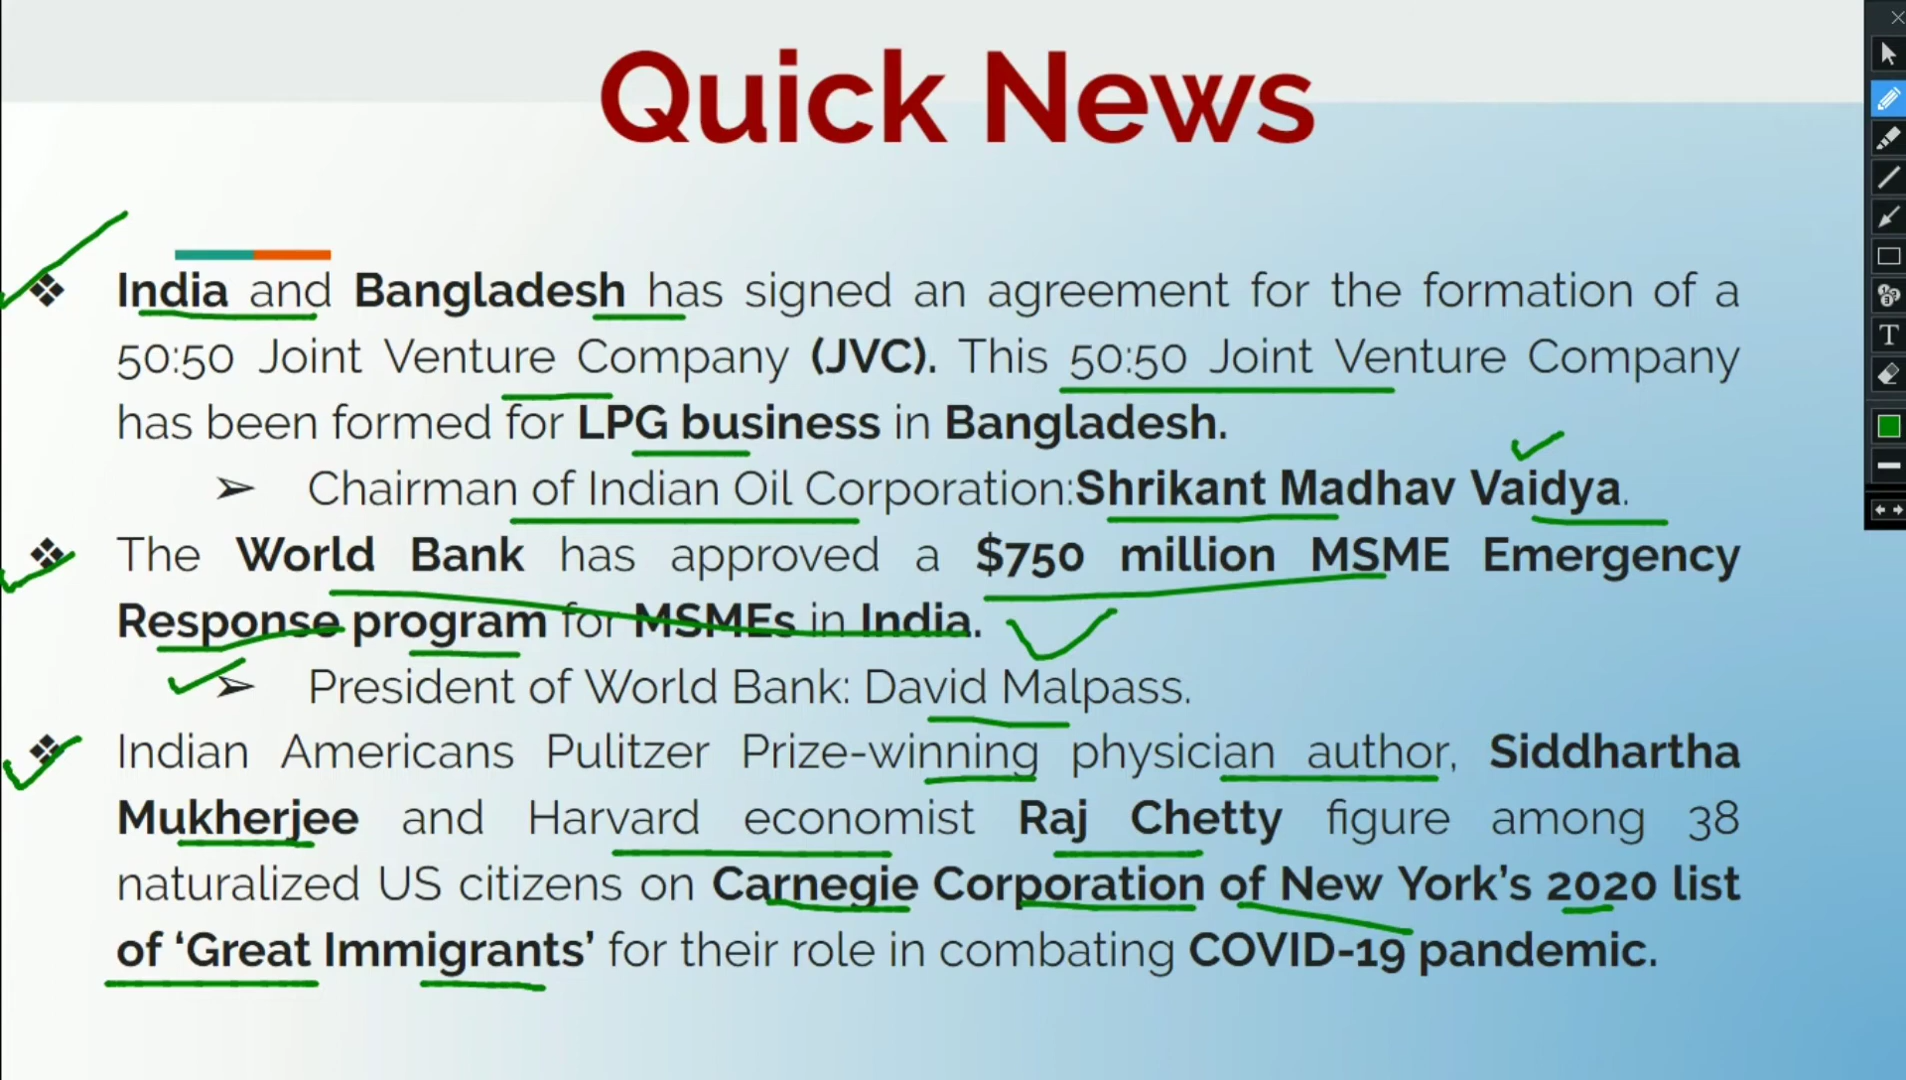 Quick News
❖ India and Bangladesh has signed an agreement for the formation of a
50:50 Joint Venture Company (JVC). This 50:50 Joint Venture Company
has been formed for LPG business in Bangladesh.
➢ Chairman of Indian Oil Corporation:Shrikant Madhav Vaidya.
❖ The World Bank has approved a $750 million MSME Emergency
Response program for MSMEs in India.
➢ President of World Bank: David Malpass.
❖ Indian Americans Pulitzer Prize-winning physician author, Siddhartha
Mukherjee and Harvard economist Raj Chetty figure among 38
naturalized US citizens on Carnegie Corporation of New York's 2020 list
of ‘Great Immigrants’ for their role in combating COVID-19 pandemic.